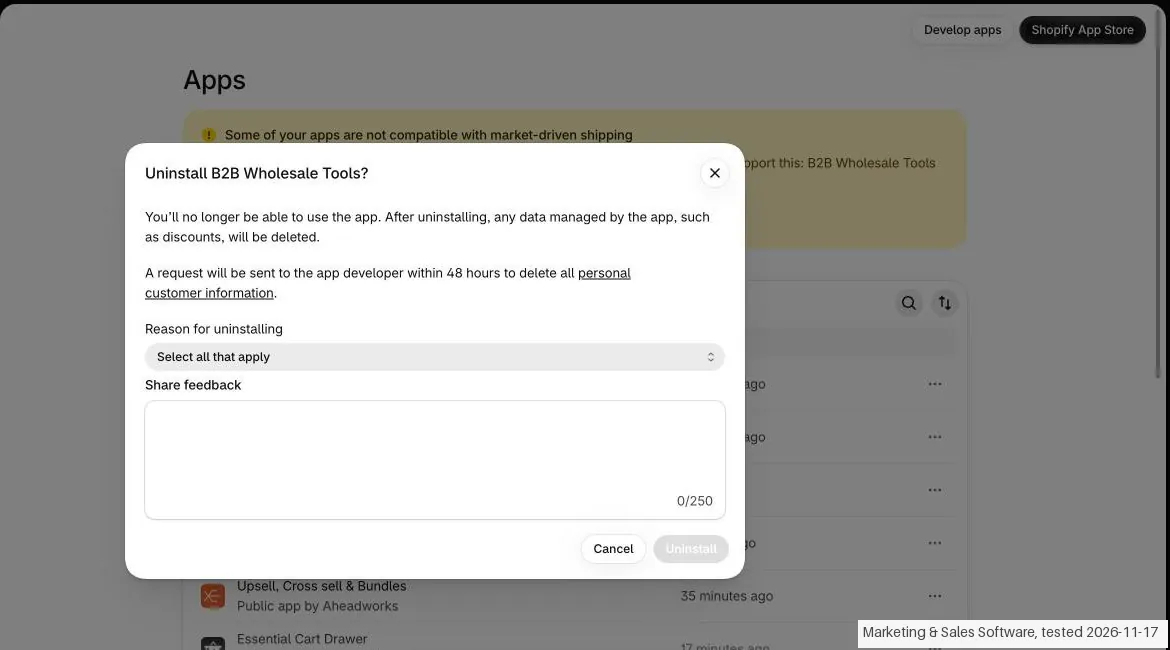 Develop apps
Shopify App Store
Apps
Some of your apps are not compatible with market-driven shipping
pport this: B2B Wholesale Tools
Uninstall B2B Wholesale Tools?
You'll no longer be able to use the app. After uninstalling, any data managed by the app, such
as discounts, will be deleted.
A request will be sent to the app developer within 48 hours to delete all personal
customer information.
Reason for uninstalling
Select all that apply
Share feedback
0/250
Cancel
Uninstall
ago
ago
go
Upsell, Cross sell & Bundles
Public app by Aheadworks
35 minutes ago
Essential Cart Drawer
17 minutes ago
Marketing & Sales Software, tested 2026-11-17